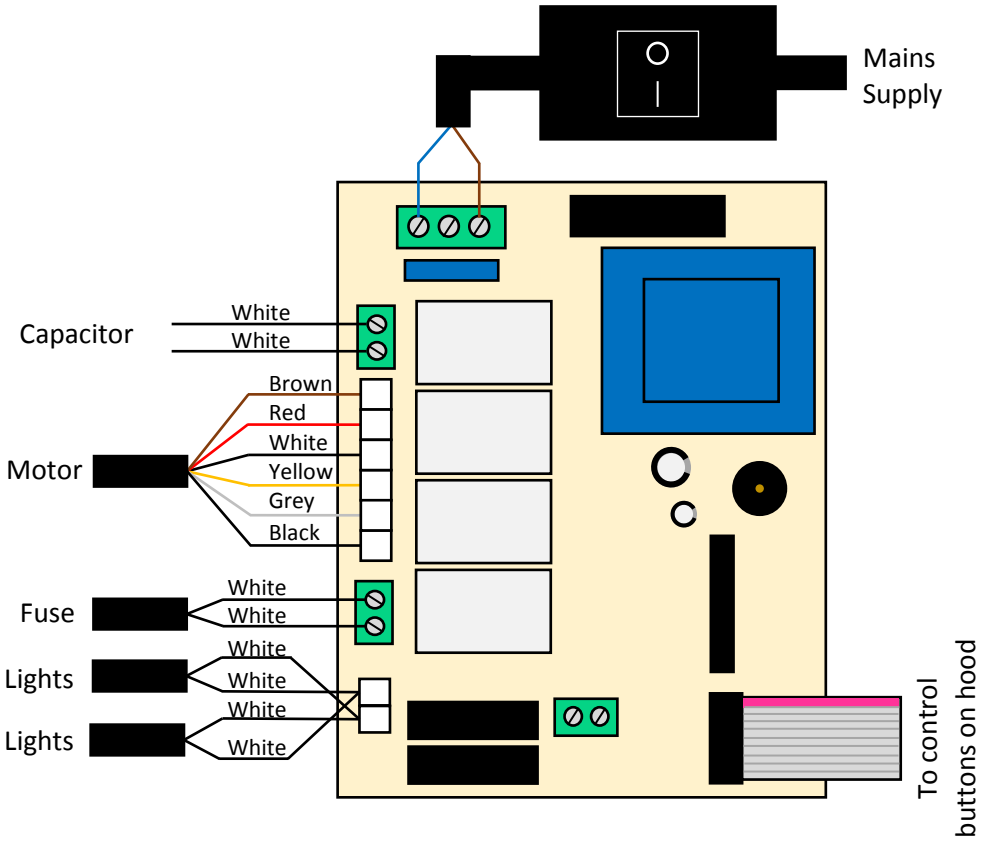 Mains
Supply
Capacitor
White
White
Motor
Brown
Red
White
Yellow
Grey
Black
Fuse
White
White
Lights
White
White
Lights
White
White
To control
buttons on hood